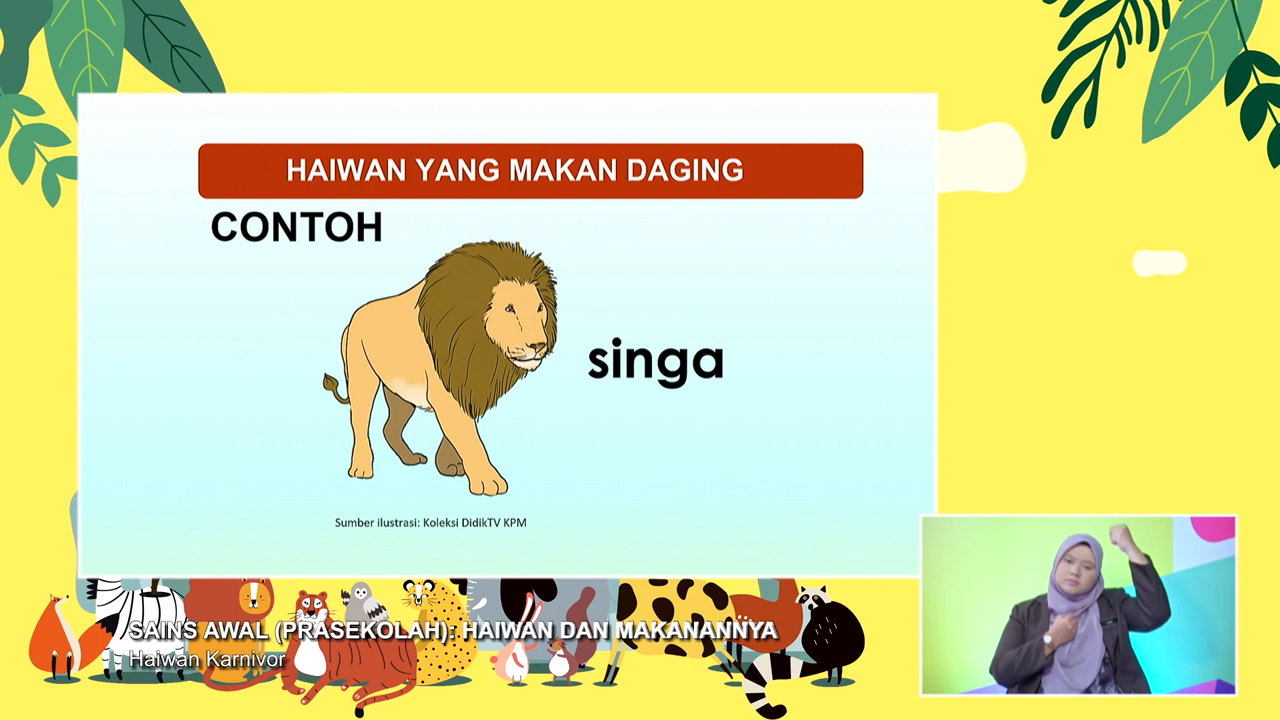 HAIWAN YANG MAKAN DAGING
CONTOH
singa
Sumber ilustrasi: Koleksi DidikTV KPM
SAINS AWAL (PRASEKOLAH): HAIWAN DAN MAKANANNYA
Haiwan Karnivor